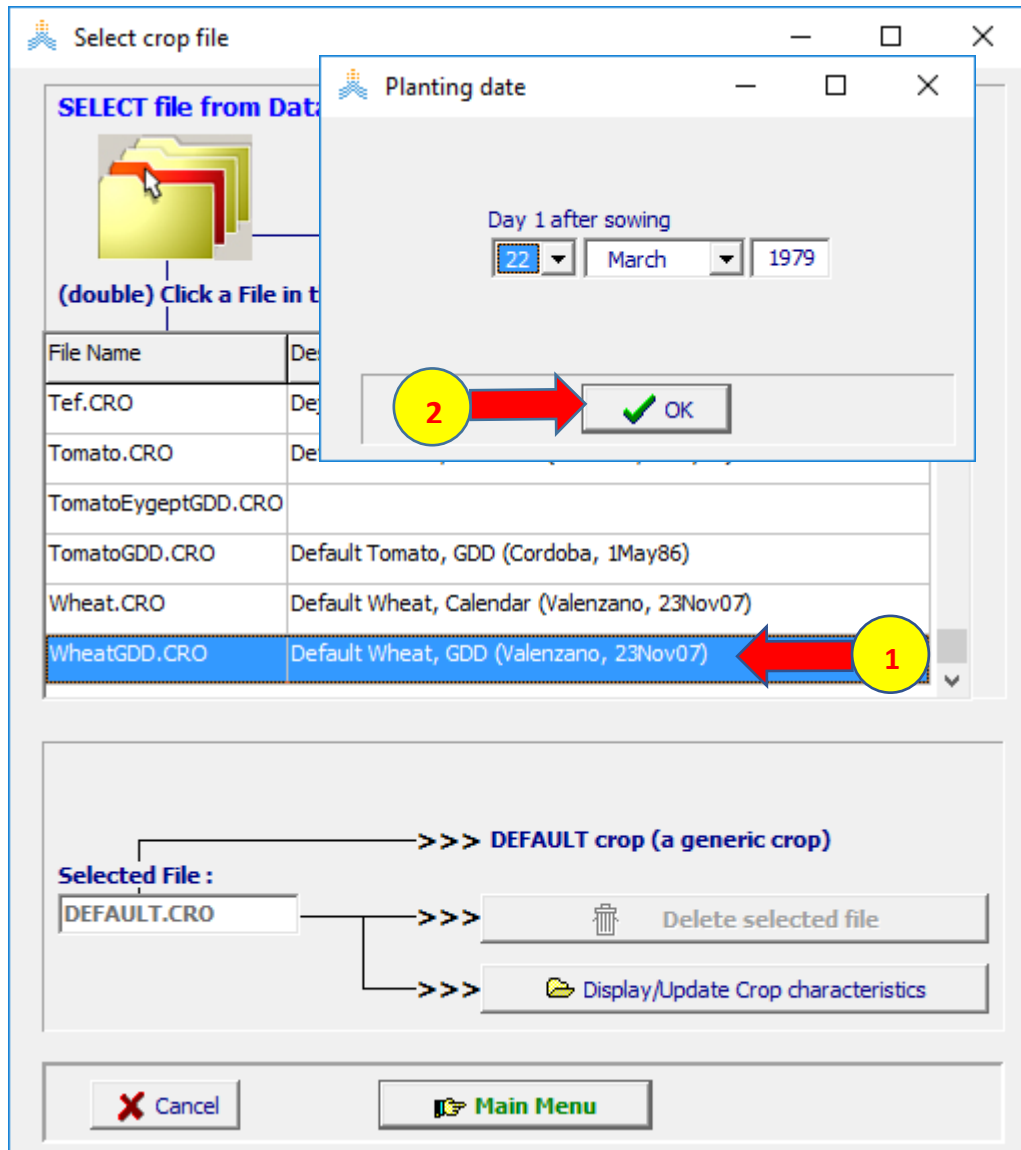 Select crop file
Planting date
SELECT file from Data
Day 1 after sowing
22 March 1979
(double) Click a File in t
File Name
Tef.CRO
2 OK
Tomato.CRO
TomatoEygeptGDD.CRO
TomatoGDD.CRO Default Tomato, GDD (Cordoba, 1May86)
Wheat.CRO Default Wheat, Calendar (Valenzano, 23Nov07)
WheatGDD.CRO Default Wheat, GDD (Valenzano, 23Nov07) 1
>>> DEFAULT crop (a generic crop)
Selected File :
DEFAULT.CRO >>> Delete selected file
>>> Display/Update Crop characteristics
Cancel Main Menu